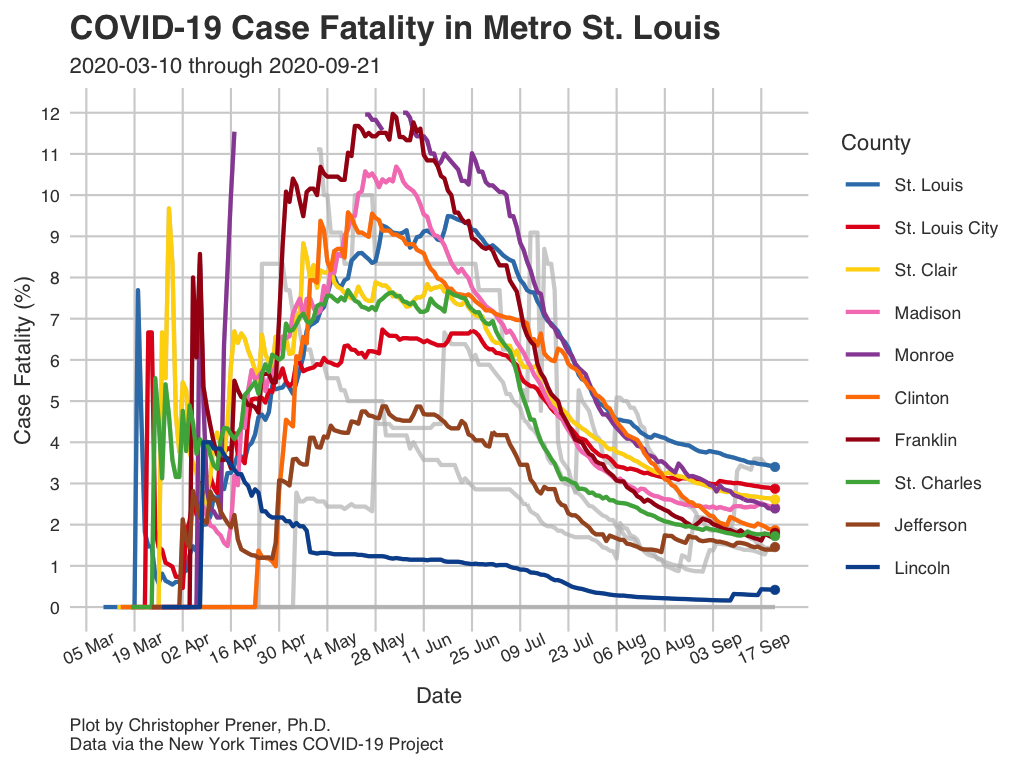 COVID-19 Case Fatality in Metro St. Louis
2020-03-10 through 2020-09-21
12
11
10
9
8
7
6
5
4
3
2
1
0
Case Fatality (%)
05 Mar
19 Mar
02 Apr
16 Apr
30 Apr
14 May
28 May
11 Jun
25 Jun
09 Jul
23 Jul
06 Aug
20 Aug
03 Sep
17 Sep
Date
County
St. Louis
St. Louis City
St. Clair
Madison
Monroe
Clinton
Franklin
St. Charles
Jefferson
Lincoln
Plot by Christopher Prener, Ph.D.
Data via the New York Times COVID-19 Project